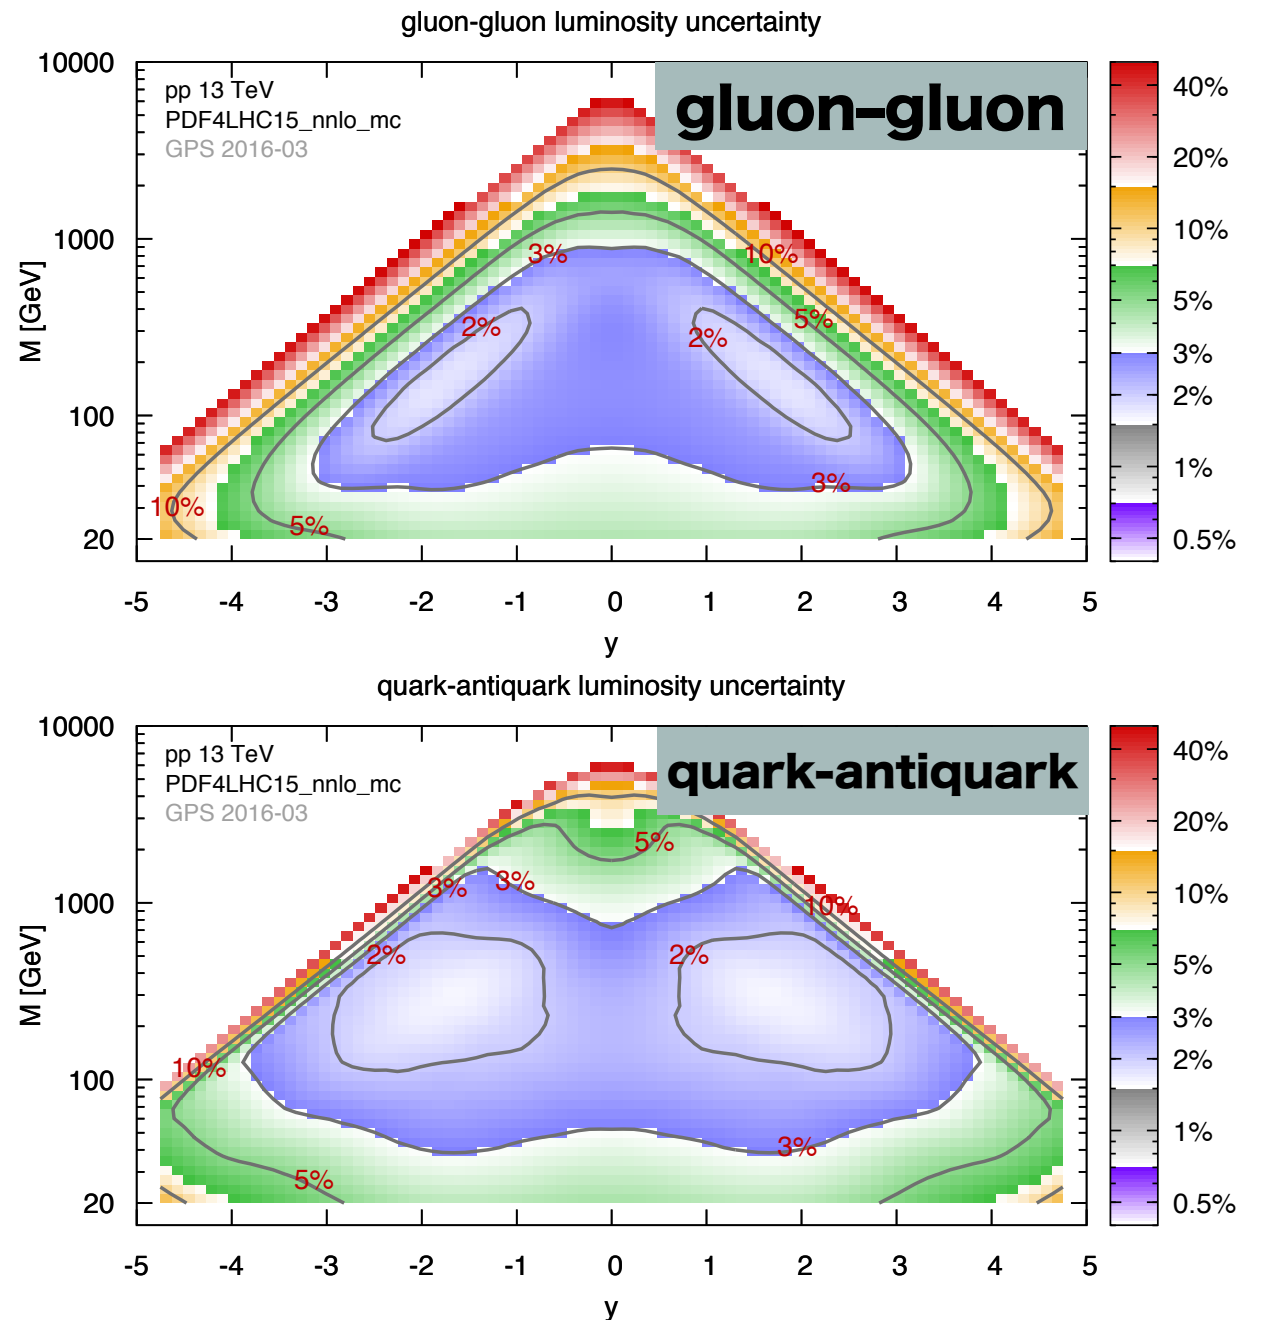 gluon-gluon luminosity uncertainty
10000
pp 13 TeV
PDF4LHC15_nnlo_mc
GPS 2016-03
gluon–gluon
40%
20%
10%
5%
3%
2%
1%
0.5%
1000
100
20
M [GeV]
3%
10%
5%
2%
2%
3%
10%
5%
-5 -4 -3 -2 -1 0 1 2 3 4 5
y
quark-antiquark luminosity uncertainty
10000
pp 13 TeV
PDF4LHC15_nnlo_mc
GPS 2016-03
quark-antiquark
40%
20%
10%
5%
3%
2%
1%
0.5%
1000
100
20
M [GeV]
5%
3%
3%
10%
2%
2%
10%
3%
5%
-5 -4 -3 -2 -1 0 1 2 3 4 5
y